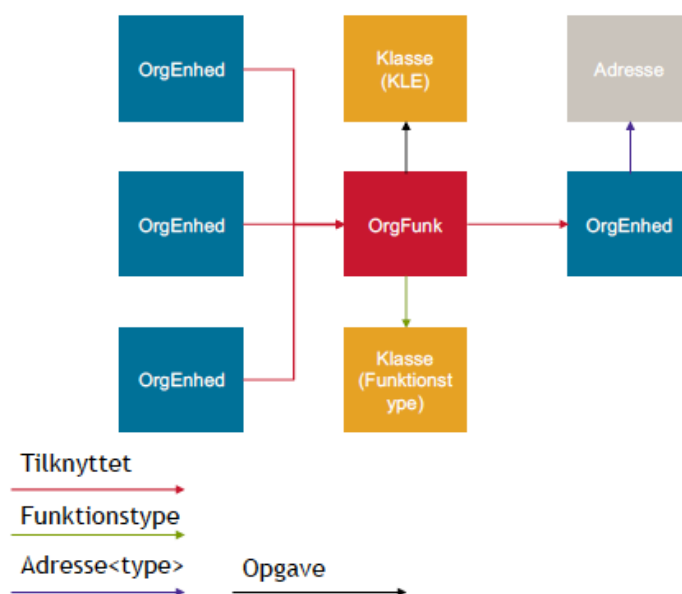 OrgEnhed
Klasse
(KLE)
Adresse
OrgEnhed
OrgFunk
OrgEnhed
OrgEnhed
Klasse
(Funktionst
ype)
Tilknyttet
Funktionstype
Adresse<type>
Opgave